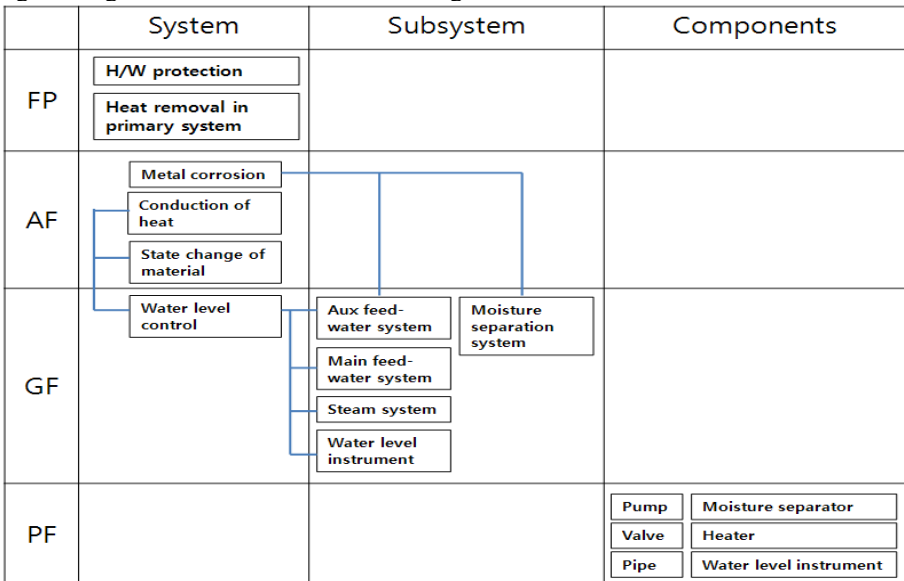 System
Subsystem
Components
FP
H/W protection
Heat removal in
primary system
AF
Metal corrosion
Conduction of
heat
State change of
material
GF
Water level
control
Aux feed-
water system
Moisture
separation
system
Main feed-
water system
Steam system
Water level
instrument
PF
Pump
Moisture separator
Valve
Heater
Pipe
Water level instrument